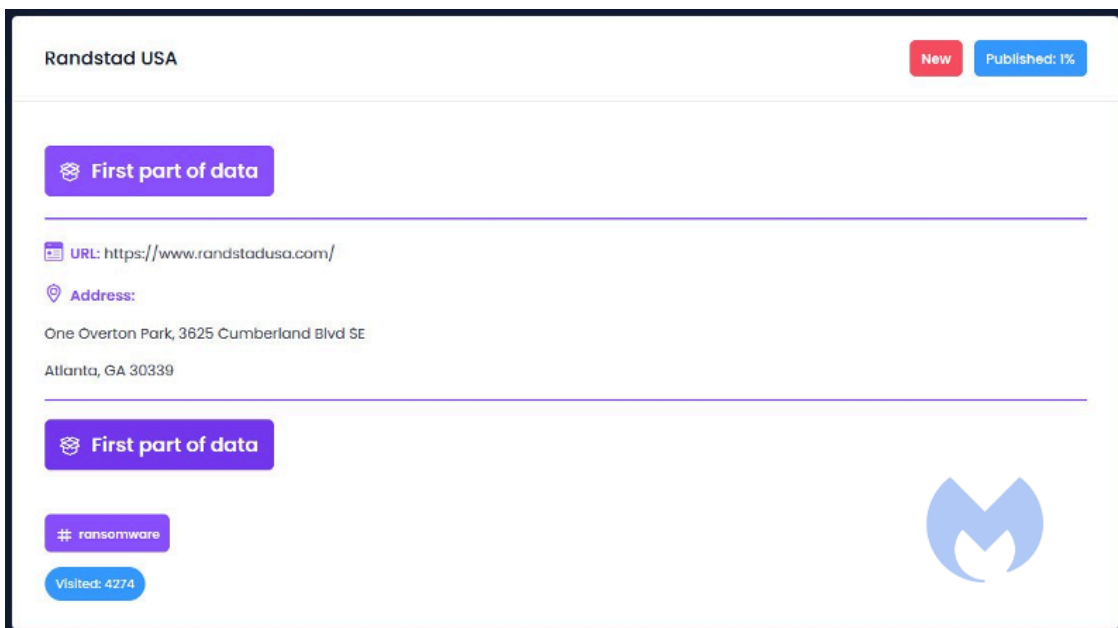 Randstad USA
New
Published: 1%
First part of data
URL: https://www.randstadusa.com/
Address:
One Overton Park, 3625 Cumberland Blvd SE
Atlanta, GA 30339
First part of data
# ransomware
Visited: 4274